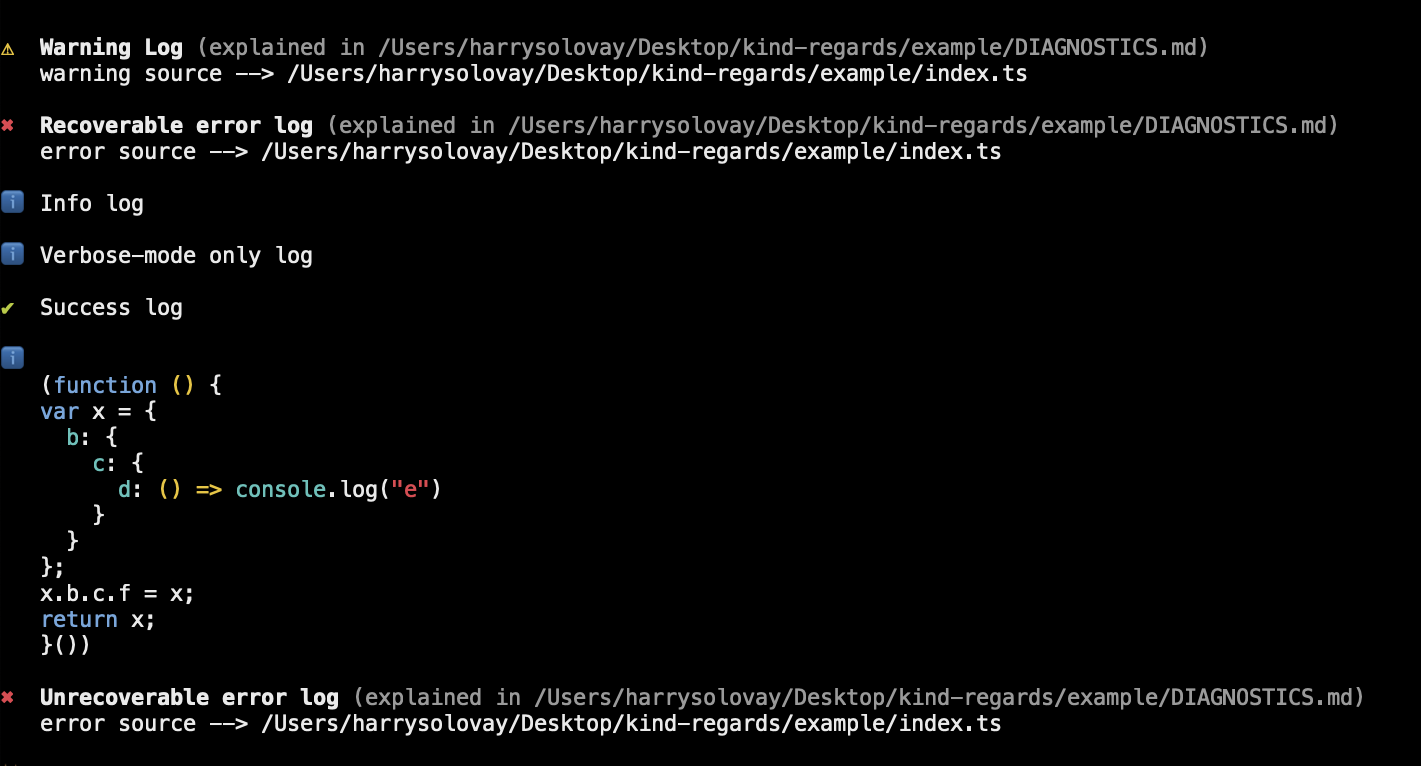 ⚠ Warning Log (explained in /Users/harrysolovay/Desktop/kind-regards/example/DIAGNOSTICS.md)
warning source --> /Users/harrysolovay/Desktop/kind-regards/example/index.ts
✖ Recoverable error log (explained in /Users/harrysolovay/Desktop/kind-regards/example/DIAGNOSTICS.md)
error source --> /Users/harrysolovay/Desktop/kind-regards/example/index.ts
ℹ Info log
ℹ Verbose-mode only log
✔ Success log
ℹ
(function () {
var x = {
  b: {
    c: {
      d: () => console.log("e")
    }
  }
};
x.b.c.f = x;
return x;
}())
✖ Unrecoverable error log (explained in /Users/harrysolovay/Desktop/kind-regards/example/DIAGNOSTICS.md)
error source --> /Users/harrysolovay/Desktop/kind-regards/example/index.ts